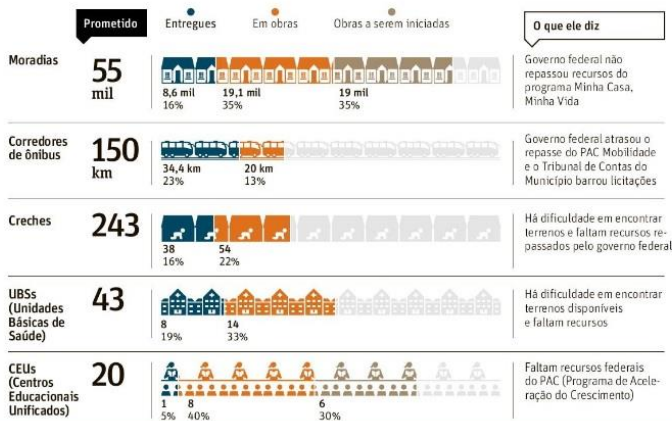 Prometido
Entregues
Em obras
Obras a serem iniciadas
O que ele diz
Moradias
55
mil
8,6 mil
16%
19,1 mil
35%
19 mil
35%
Governo federal não
repassou recursos do
programa Minha Casa,
Minha Vida
Corredores
de ônibus
150
km
34,4 km
23%
20 km
13%
Governo federal atrasou o
repasse do PAC Mobilidade
e o Tribunal de Contas do
Município barrou licitações
Creches
243
38
16%
54
22%
Há dificuldade em encontrar
terrenos e faltam recursos re-
passados pelo governo federal
UBSs
(Unidades
Básicas de
Saúde)
43
8
19%
14
33%
Há dificuldade em encontrar
terrenos disponíveis
e faltam recursos
CEUs
(Centros
Educacionais
Unificados)
20
1
5%
8
40%
6
30%
Faltam recursos federais
do PAC (Programa de Acele-
ração do Crescimento)